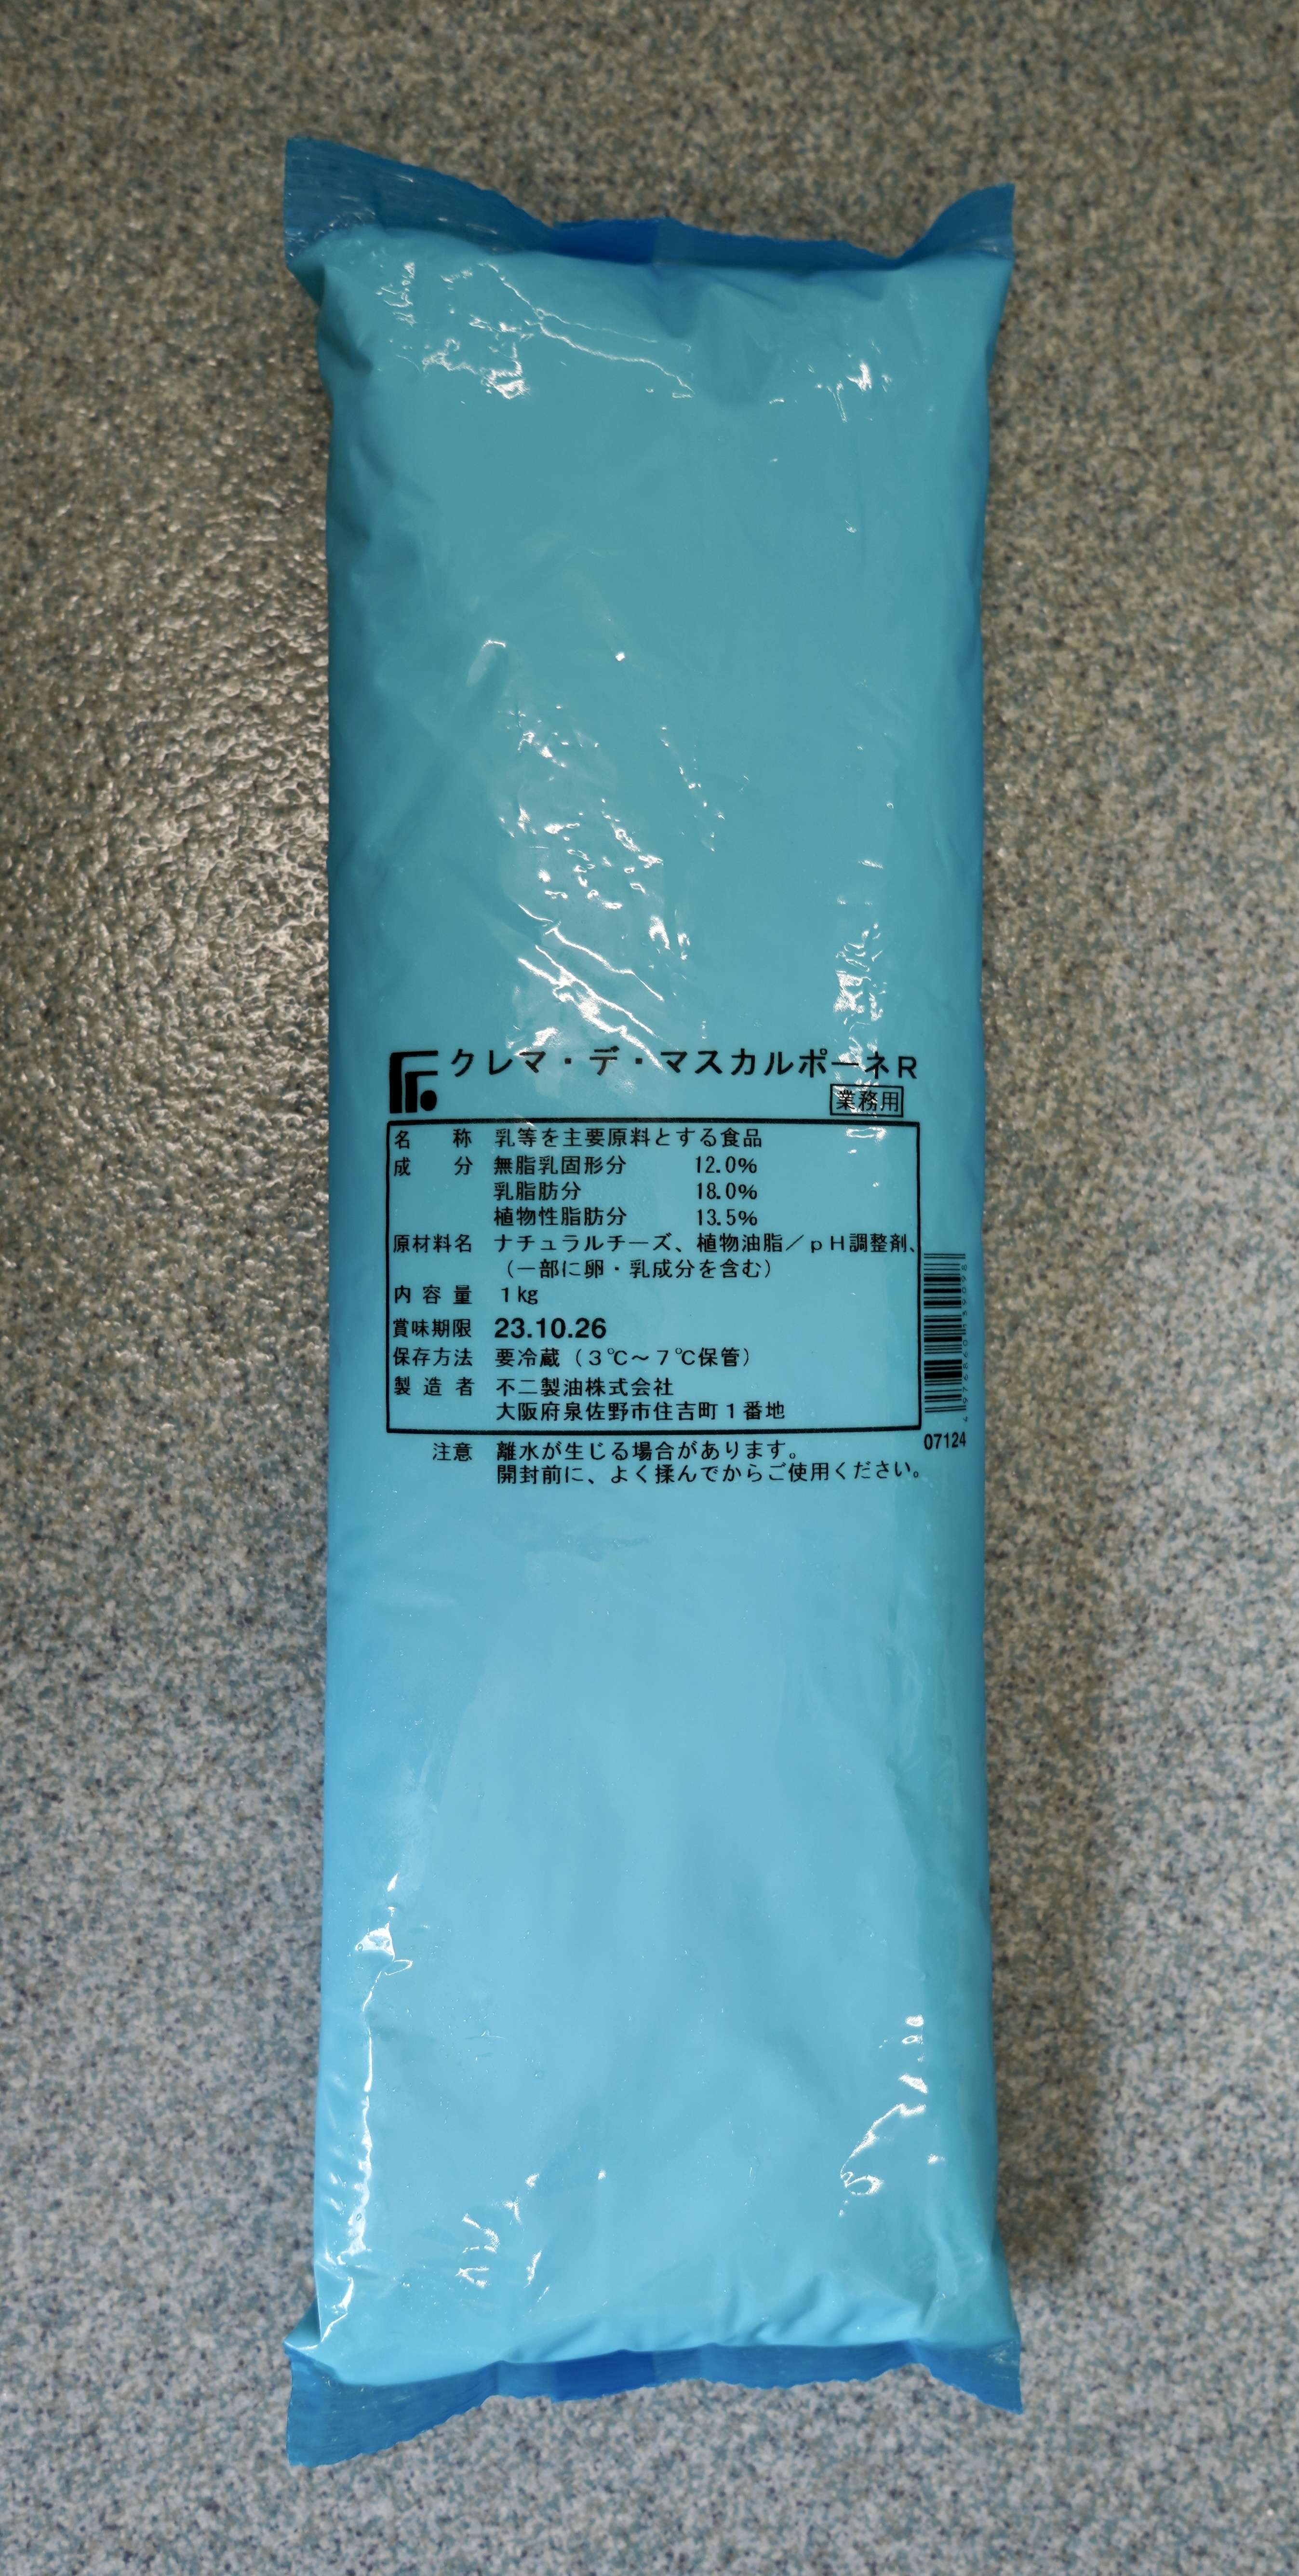 クレマ・デ・マスカルポーネR
業務用
名 称 乳等を主要原料とする食品
成 分 無脂乳固形分 12.0%
乳脂肪分 18.0%
植物性脂肪分 13.5%
原材料名 ナチュラルチーズ、植物油脂／pH調整剤、
（一部に卵・乳成分を含む）
内容量 1kg
賞味期限 23.10.26
保存方法 要冷蔵（3℃～7℃保管）
製造者 不二製油株式会社
大阪府泉佐野市住吉町1番地
07124
注意 離水が生じる場合があります。
開封前に、よく揉んでからご使用ください。